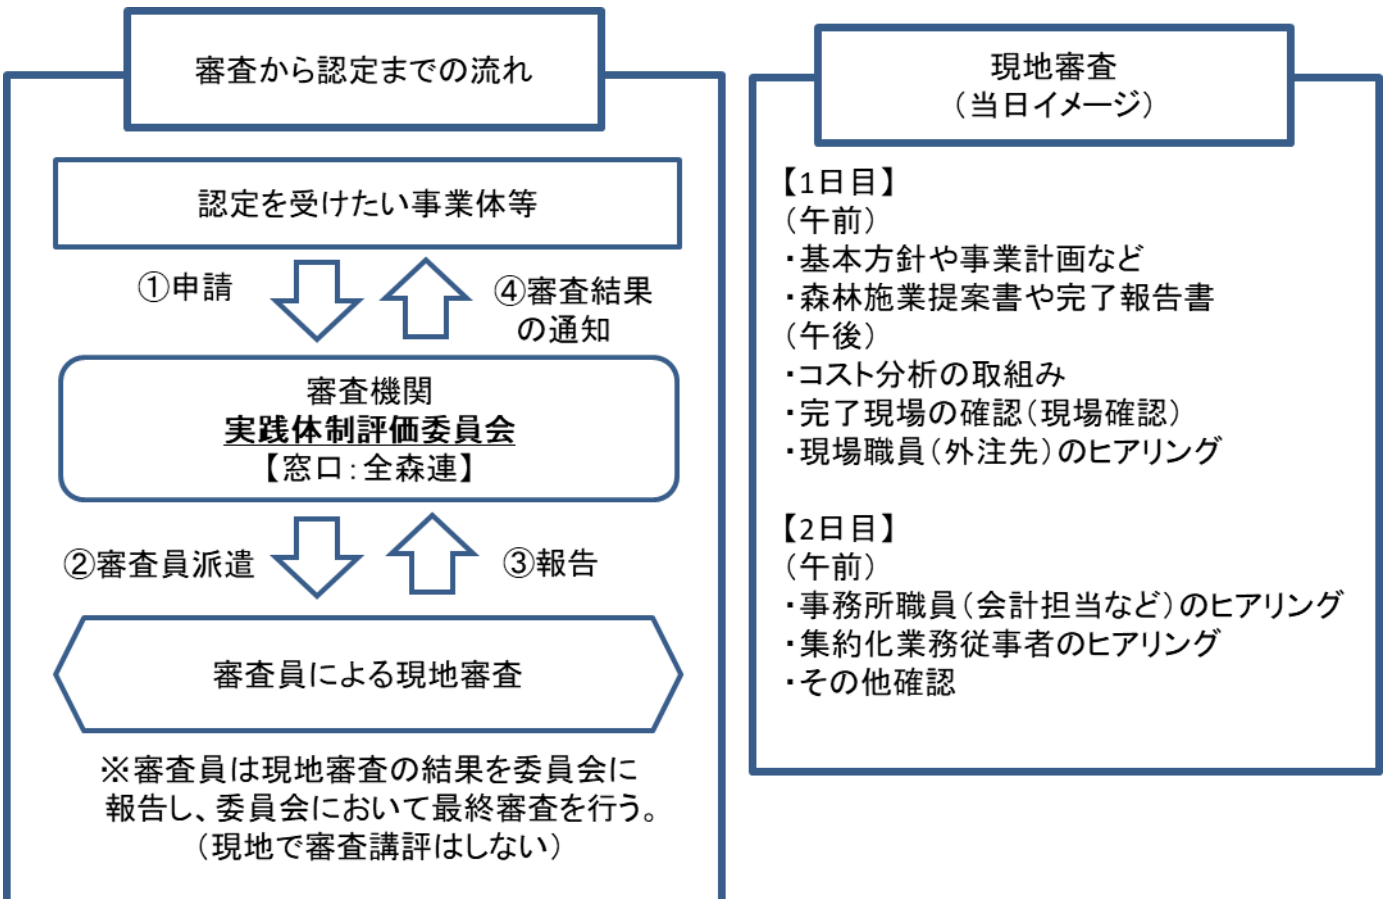 審査から認定までの流れ
認定を受けたい事業体等
①申請
④審査結果
の通知
審査機関
実践体制評価委員会
【窓口：全森連】
②審査員派遣
③報告
審査員による現地審査
※審査員は現地審査の結果を委員会に
報告し、委員会において最終審査を行う。
（現地で審査講評はしない）
現地審査
（当日イメージ）
【1日目】
（午前）
・基本方針や事業計画など
・森林施業提案書や完了報告書
（午後）
・コスト分析の取組み
・完了現場の確認（現場確認）
・現場職員（外注先）のヒアリング
【2日目】
（午前）
・事務所職員（会計担当など）のヒアリング
・集約化業務従事者のヒアリング
・その他確認